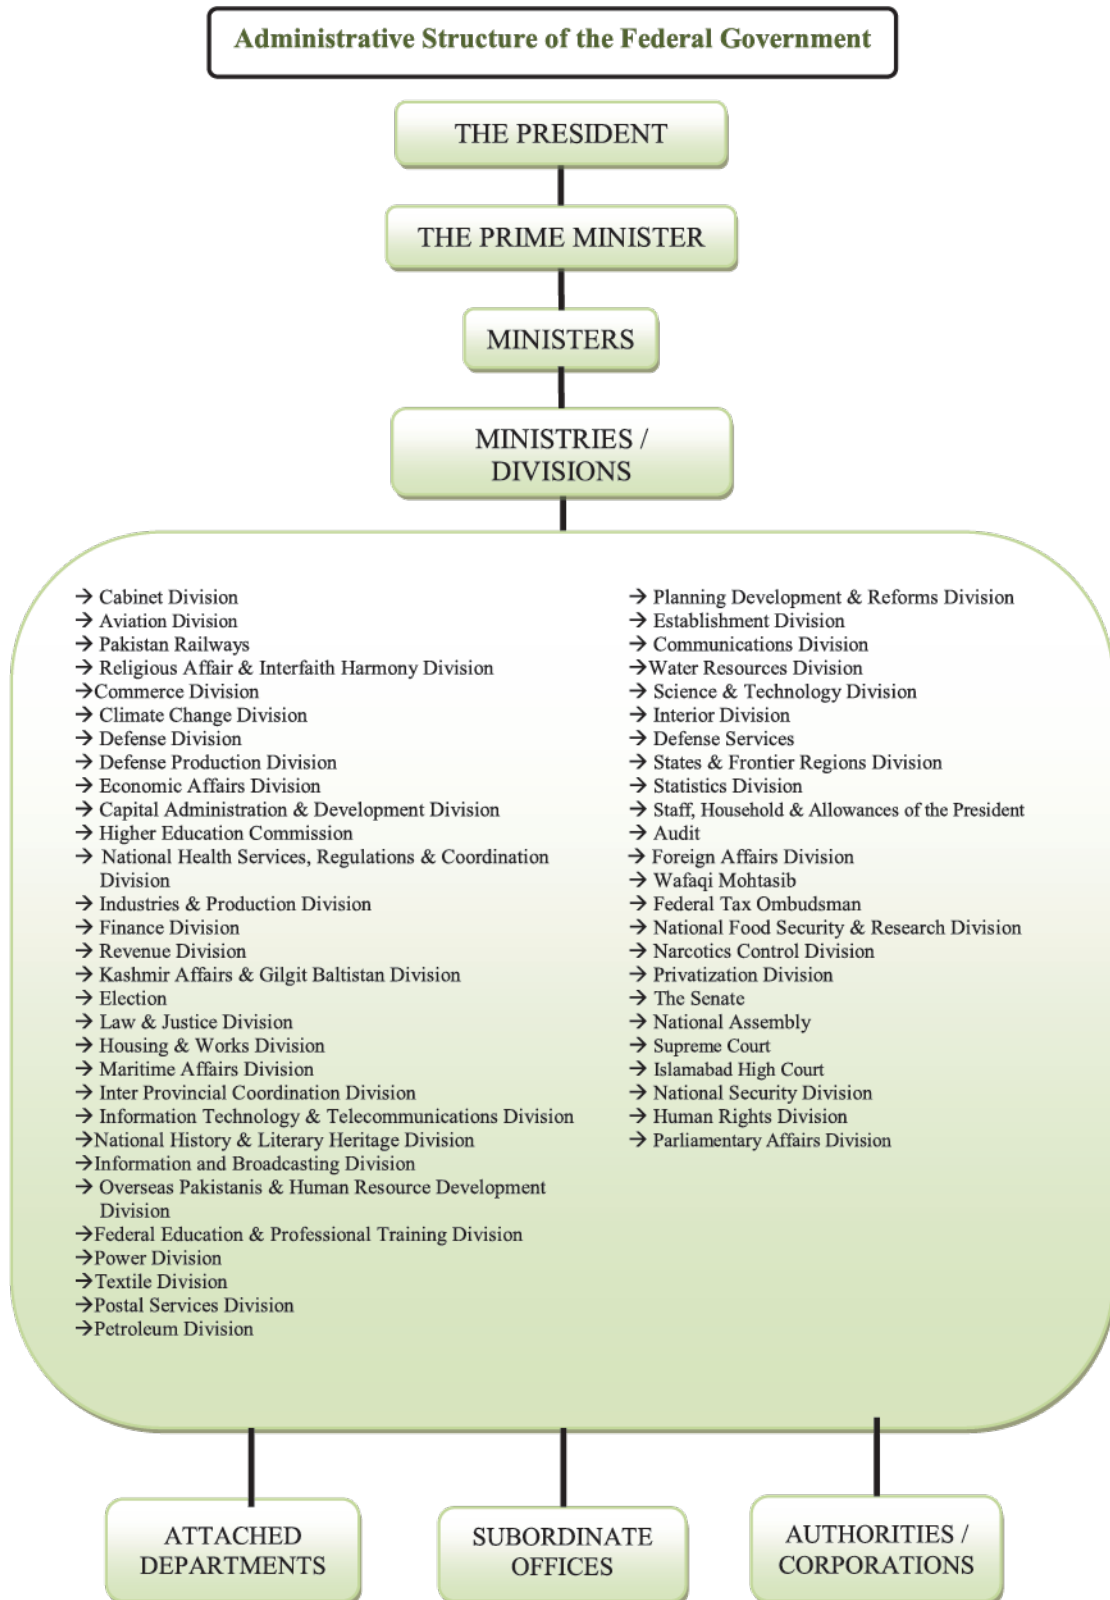 Administrative Structure of the Federal Government
THE PRESIDENT
THE PRIME MINISTER
MINISTERS
MINISTRIES /
DIVISIONS
→ Cabinet Division
→ Aviation Division
→ Pakistan Railways
→ Religious Affair & Interfaith Harmony Division
→Commerce Division
→ Climate Change Division
→ Defense Division
→ Defense Production Division
→ Economic Affairs Division
→ Capital Administration & Development Division
→ Higher Education Commission
→ National Health Services, Regulations & Coordination
Division
→ Industries & Production Division
→ Finance Division
→ Revenue Division
→ Kashmir Affairs & Gilgit Baltistan Division
→ Election
→ Law & Justice Division
→ Housing & Works Division
→ Maritime Affairs Division
→ Inter Provincial Coordination Division
→ Information Technology & Telecommunications Division
→National History & Literary Heritage Division
→Information and Broadcasting Division
→ Overseas Pakistanis & Human Resource Development
Division
→Federal Education & Professional Training Division
→Power Division
→Textile Division
→Postal Services Division
→Petroleum Division
→ Planning Development & Reforms Division
→ Establishment Division
→ Communications Division
→Water Resources Division
→ Science & Technology Division
→ Interior Division
→ Defense Services
→ States & Frontier Regions Division
→ Statistics Division
→ Staff, Household & Allowances of the President
→ Audit
→ Foreign Affairs Division
→ Wafaqi Mohtasib
→ Federal Tax Ombudsman
→ National Food Security & Research Division
→ Narcotics Control Division
→ Privatization Division
→ The Senate
→ National Assembly
→ Supreme Court
→ Islamabad High Court
→ National Security Division
→ Human Rights Division
→ Parliamentary Affairs Division
ATTACHED
DEPARTMENTS
SUBORDINATE
OFFICES
AUTHORITIES /
CORPORATIONS